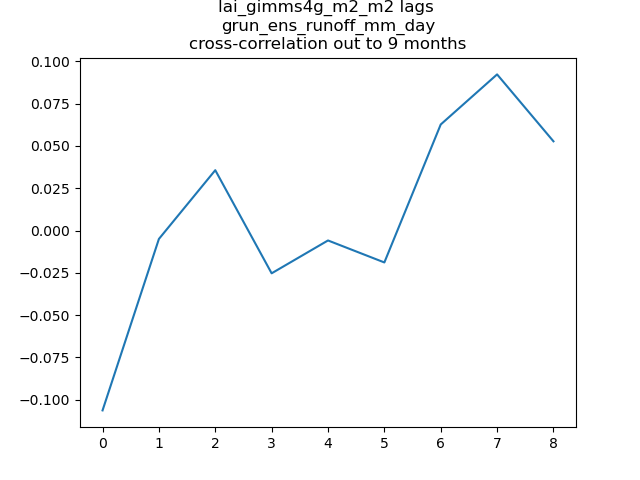 lai_gimms4g_m2_m2 lags
grun_ens_runoff_mm_day
cross-correlation out to 9 months
0.100
0.075
0.050
0.025
0.000
−0.025
−0.050
−0.075
−0.100
0 1 2 3 4 5 6 7 8